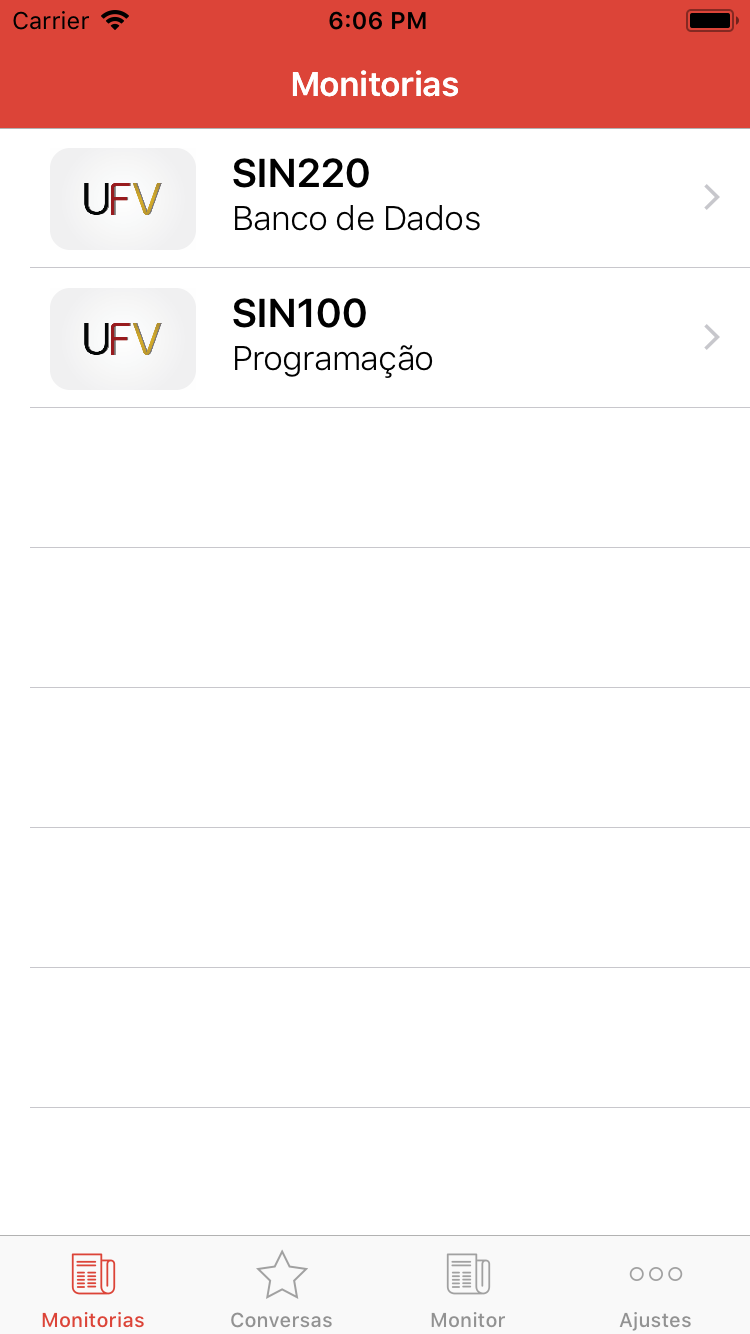 Carrier 6:06 PM
Monitorias
UFV
SIN220
Banco de Dados
UFV
SIN100
Programação
Monitorias Conversas Monitor Ajustes